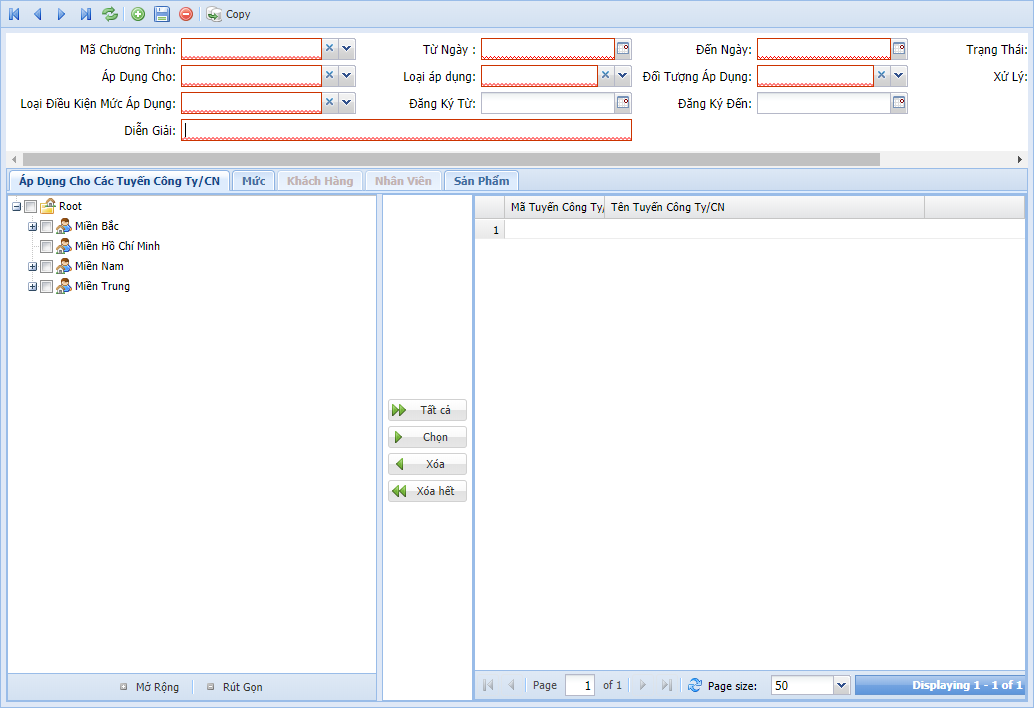 Copy
Mã Chương Trình: Từ Ngày : Đến Ngày: Trạng Thái:
Áp Dụng Cho: Loại áp dụng: Đối Tượng Áp Dụng: Xử Lý:
Loại Điều Kiện Mức Áp Dụng: Đăng Ký Từ: Đăng Ký Đến:
Diễn Giải:
Áp Dụng Cho Các Tuyến Công Ty/CN Mức Khách Hàng Nhân Viên Sản Phẩm
Root
Miền Bắc
Miền Hồ Chí Minh
Miền Nam
Miền Trung
Tất cả
Chọn
Xóa
Xóa hết
Mã Tuyến Công Ty/ Tên Tuyến Công Ty/CN
1
Mở Rộng Rút Gọn
Page 1 of 1 Page size: 50 Displaying 1 - 1 of 1